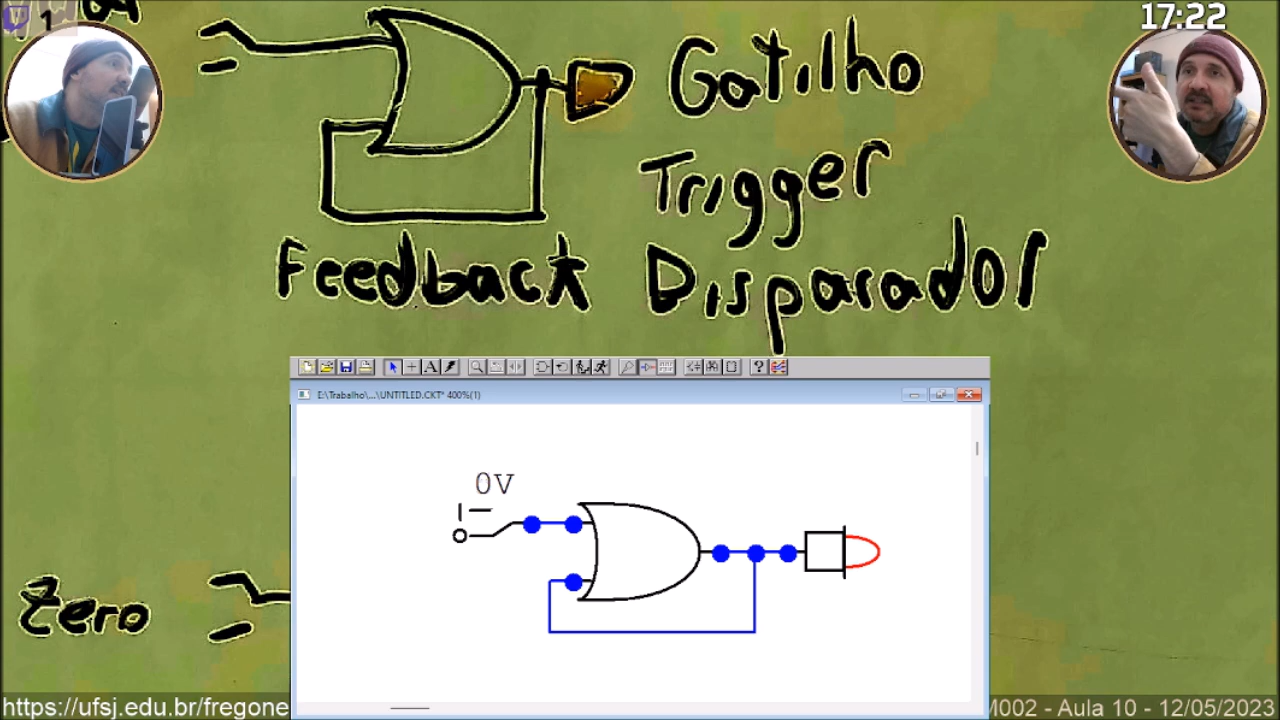 1
17:22
Gatilho
Trigger
Feedback Disparador
E:\Trabalho\...\UNTITLED.CKT* 400%(1)
0V
Zero
https://ufsj.edu.br/fregone
M002 - Aula 10 - 12/05/2023